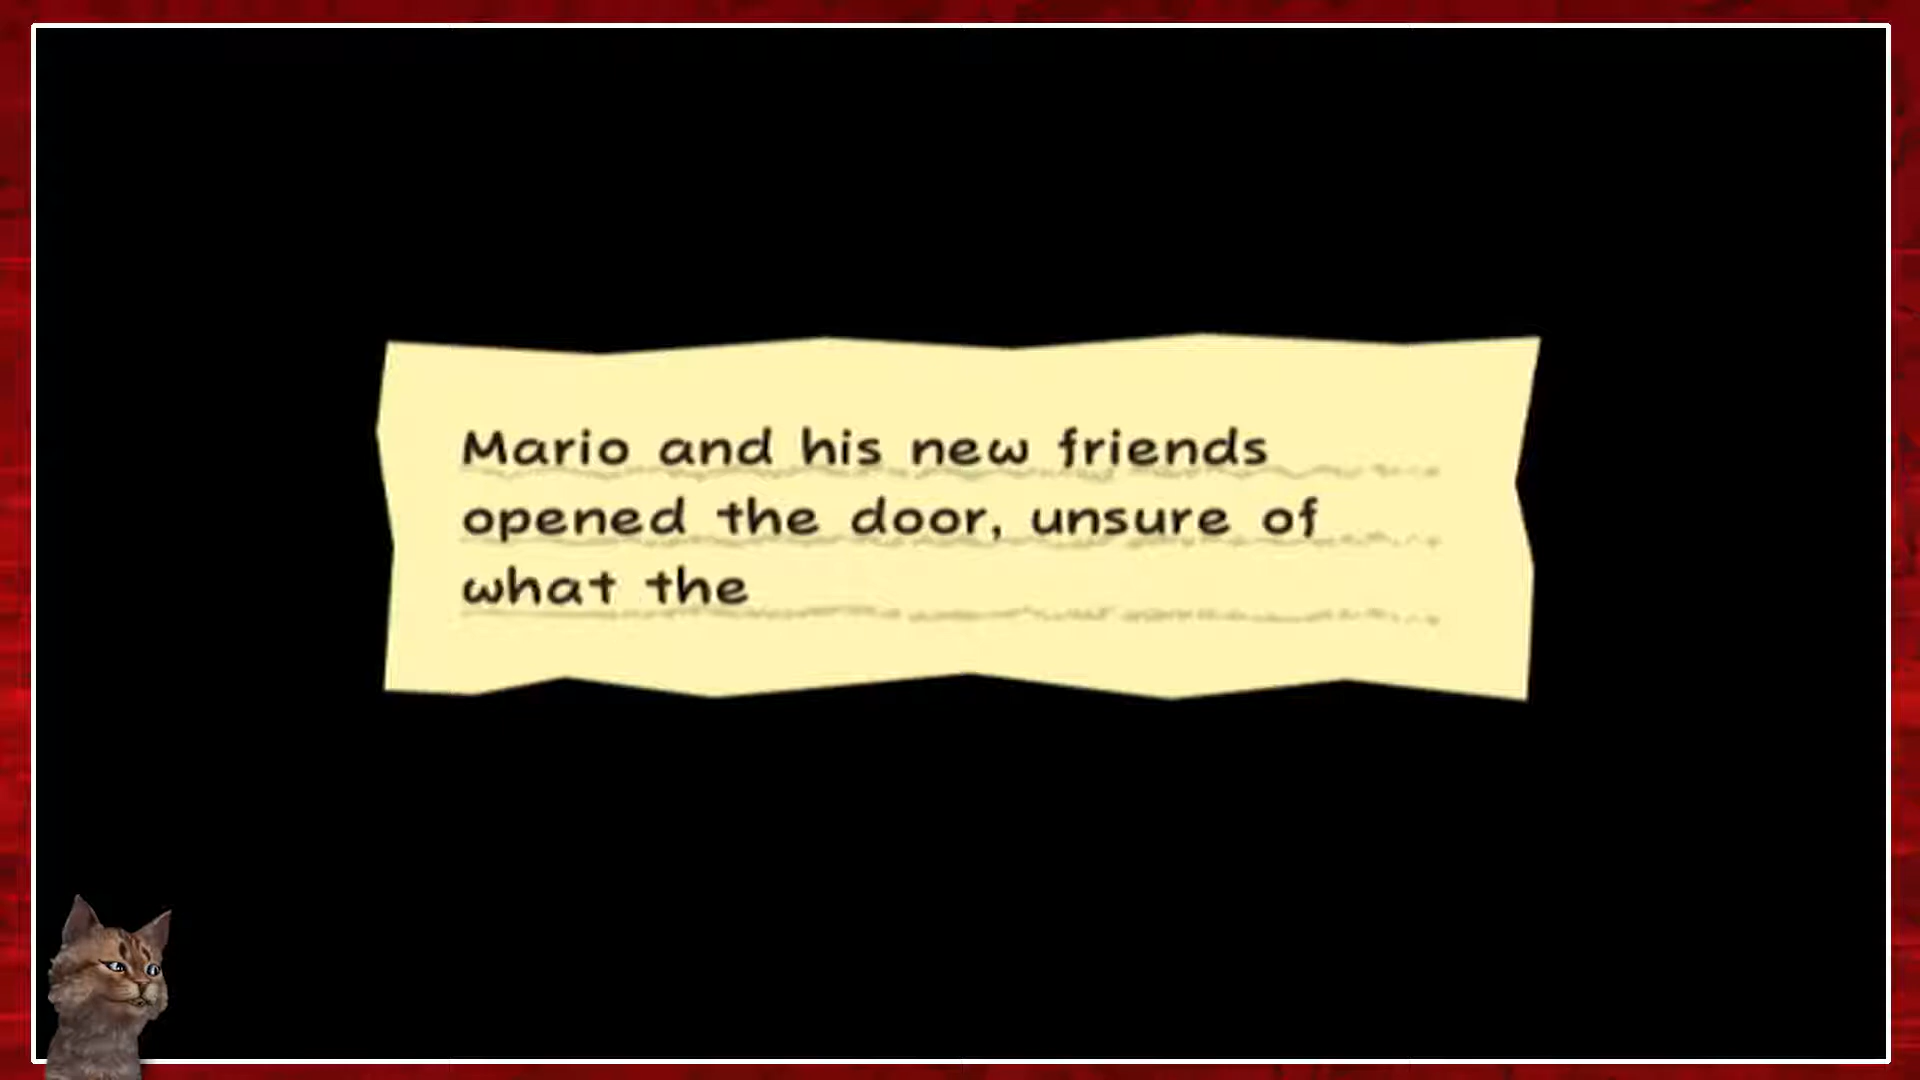 Mario and his new friends
opened the door, unsure of
what the